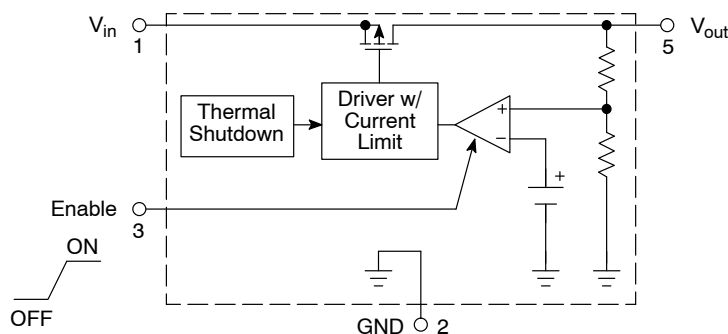 Vin
1
5
Vout
Thermal
Shutdown
Driver w/
Current
Limit
+
−
+
Enable
3
ON
OFF
GND
2